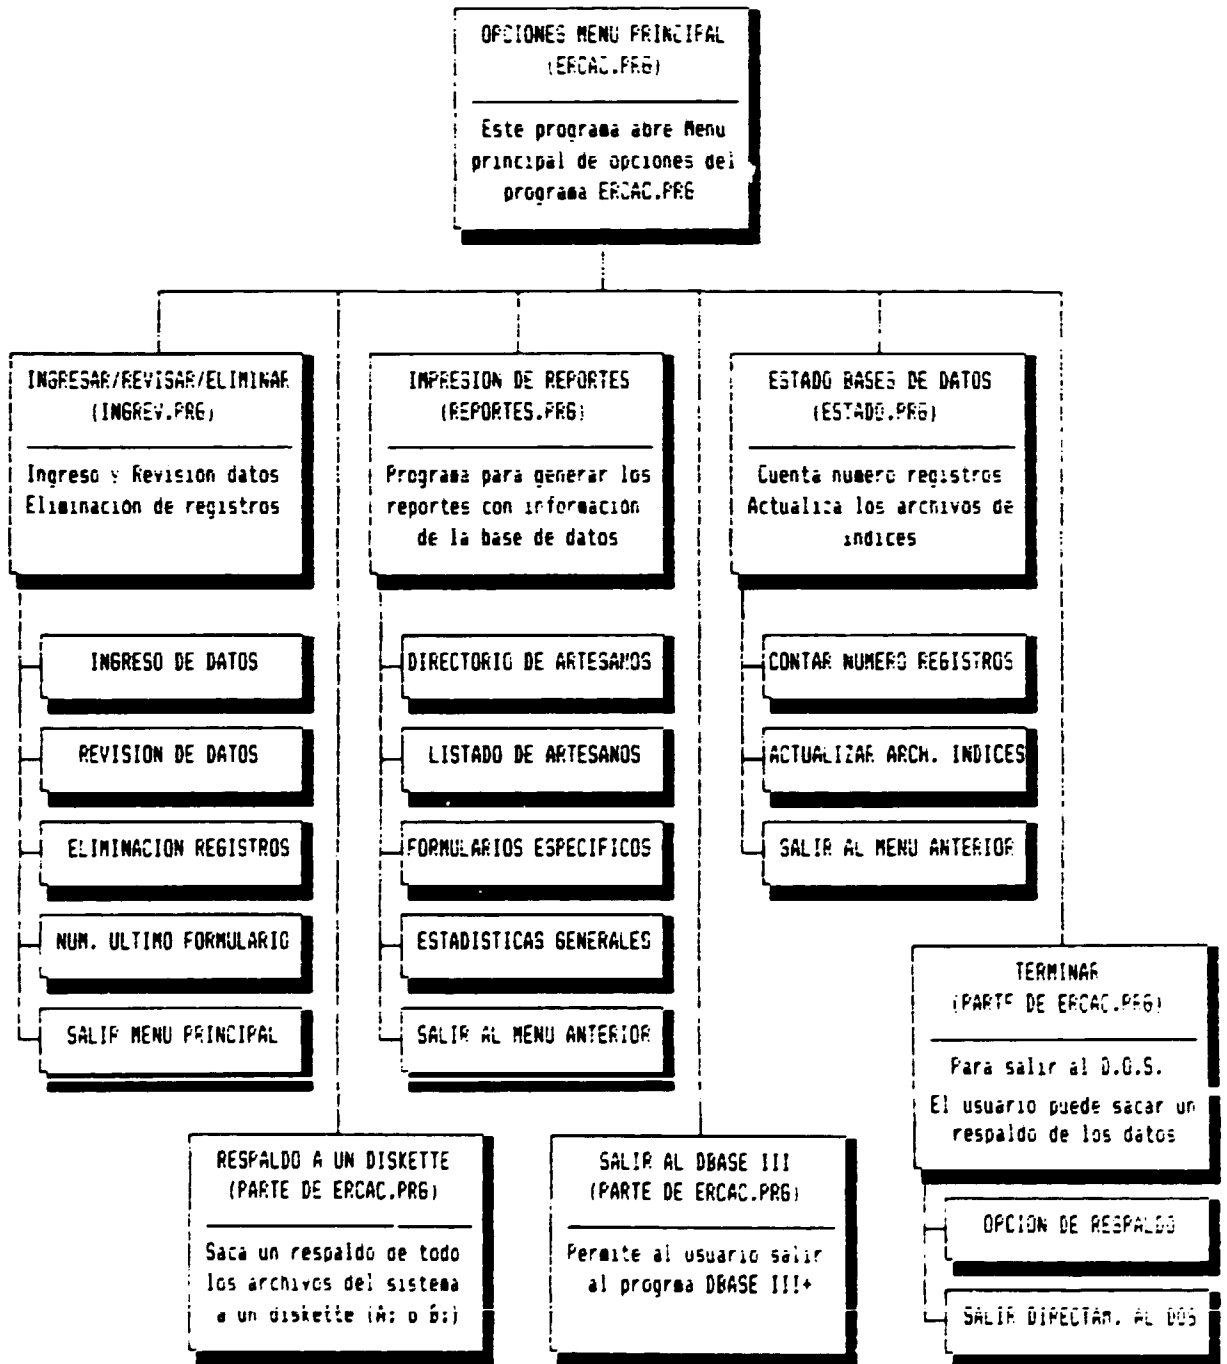 OPCIONES MENU PRINCIPAL
(ERCAC.PRG)
Este programa abre Menu
principal de opciones del
programa ERCAC.PRG
INGRESAR/REVISAR/ELIMINAR
(INGREV.PRG)
Ingreso y Revisión datos
Eliminación de registros
IMPRESION DE REPORTES
(REPORTES.PRG)
Programa para generar los
reportes con información
de la base de datos
ESTADO BASES DE DATOS
(ESTADO.PRG)
Cuenta numero registros
Actualiza los archivos de
indices
INGRESO DE DATOS
REVISION DE DATOS
ELIMINACION REGISTROS
NUM. ULTIMO FORMULARIO
SALIR MENU PRINCIPAL
DIRECTORIO DE ARTESANOS
LISTADO DE ARTESANOS
FORMULARIOS ESPECIFICOS
ESTADISTICAS GENERALES
SALIR AL MENU ANTERIOR
CONTAR NUMERO REGISTROS
ACTUALIZAR ARCH. INDICES
SALIR AL MENU ANTERIOR
TERMINAR
(PARTE DE ERCAC.PRG)
Para salir al D.O.S.
El usuario puede sacar un
respaldo de los datos
OPCION DE RESPALDO
SALIR DIRECTAM. AL DOS
RESPALDO A UN DISKETTE
(PARTE DE ERCAC.PRG)
Saca un respaldo de todo
los archivos del sistema
a un diskette (A: o B:)
SALIR AL DBASE III
(PARTE DE ERCAC.PRG)
Permite al usuario salir
al progrma DBASE III+